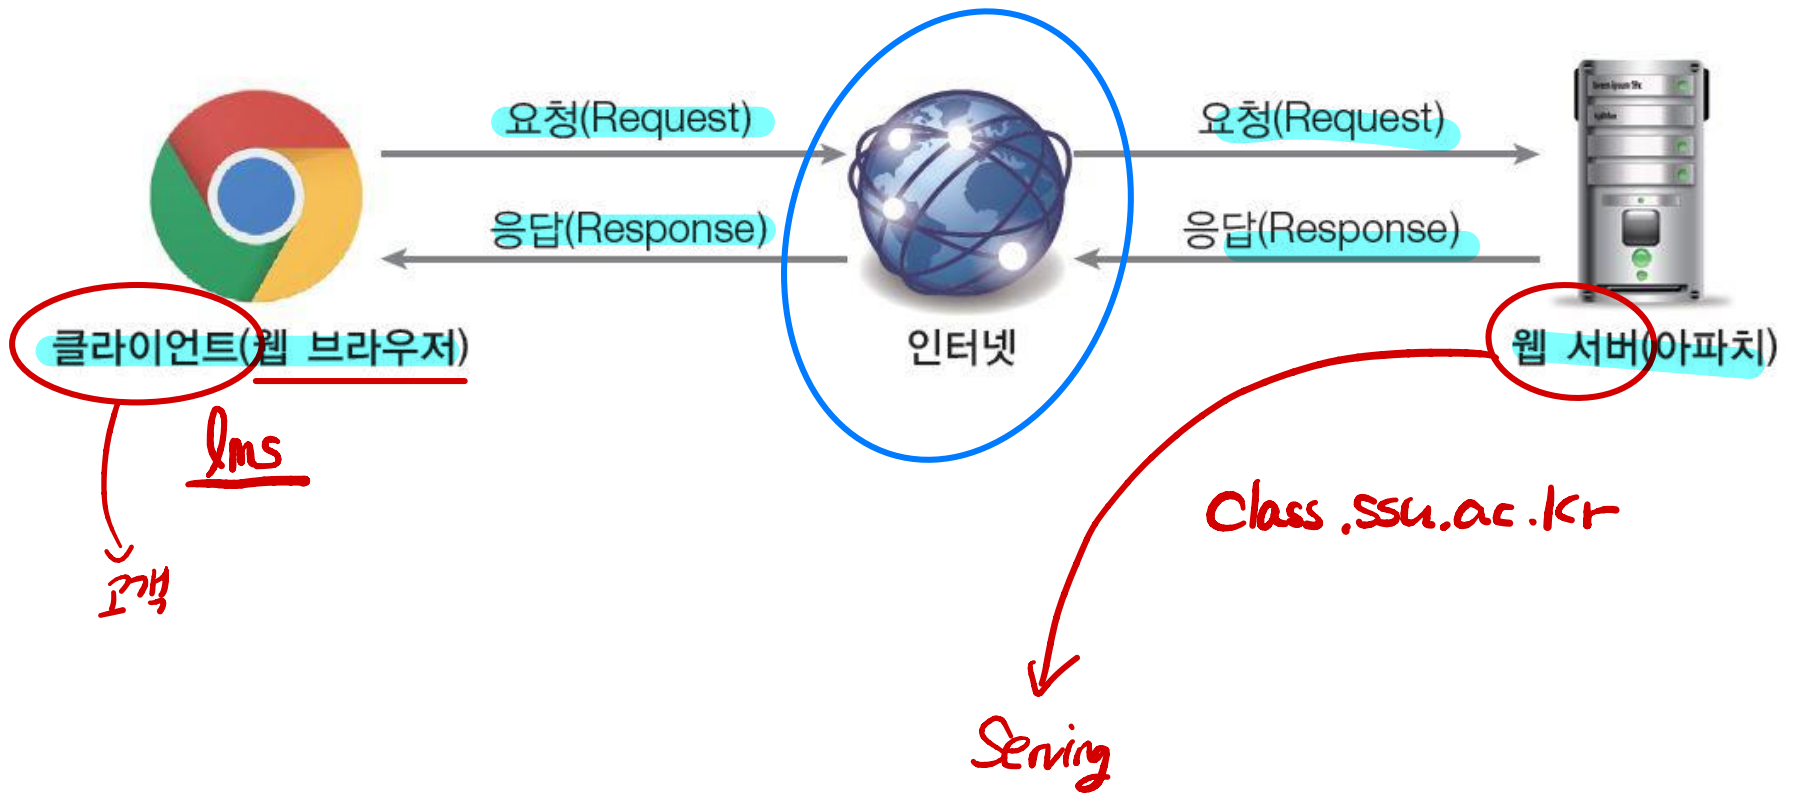 요청(Request)
요청(Request)
응답(Response)
응답(Response)
클라이언트(웹 브라우저)
인터넷
웹 서버(아파치)
lms
class.ssu.ac.kr
고객
Serving